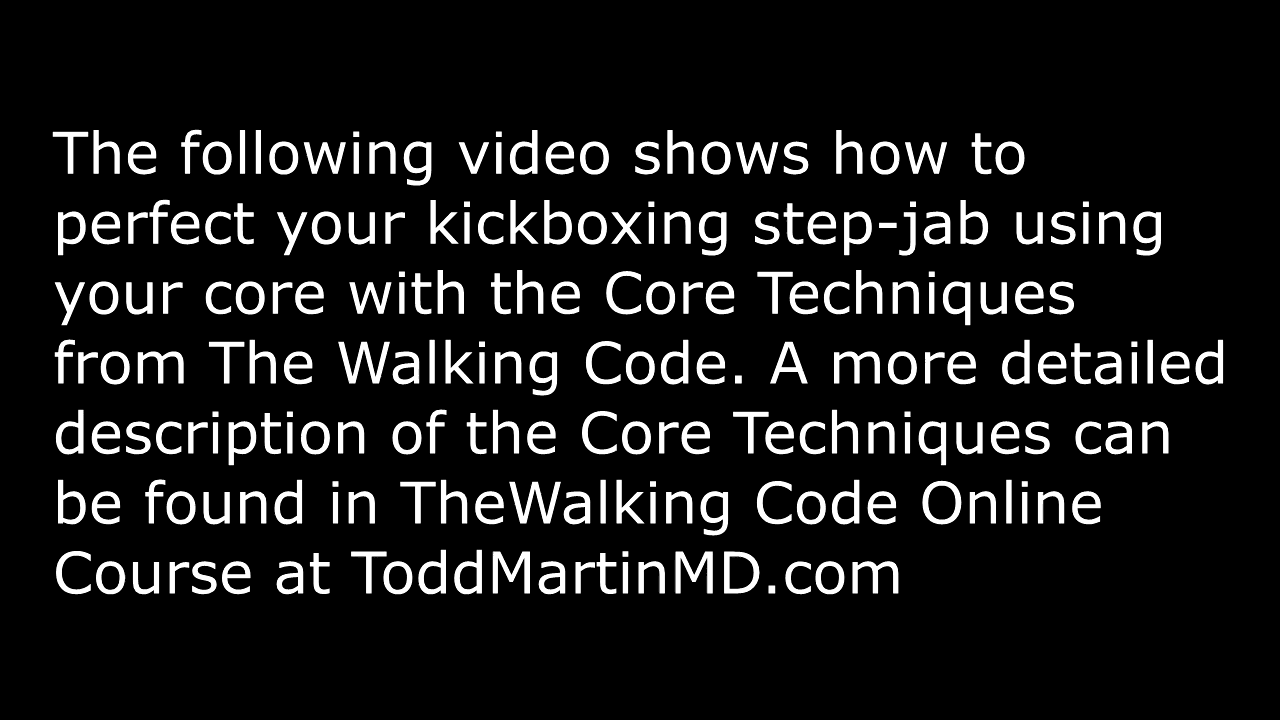 The following video shows how to
perfect your kickboxing step-jab using
your core with the Core Techniques
from The Walking Code. A more detailed
description of the Core Techniques can
be found in TheWalking Code Online
Course at ToddMartinMD.com